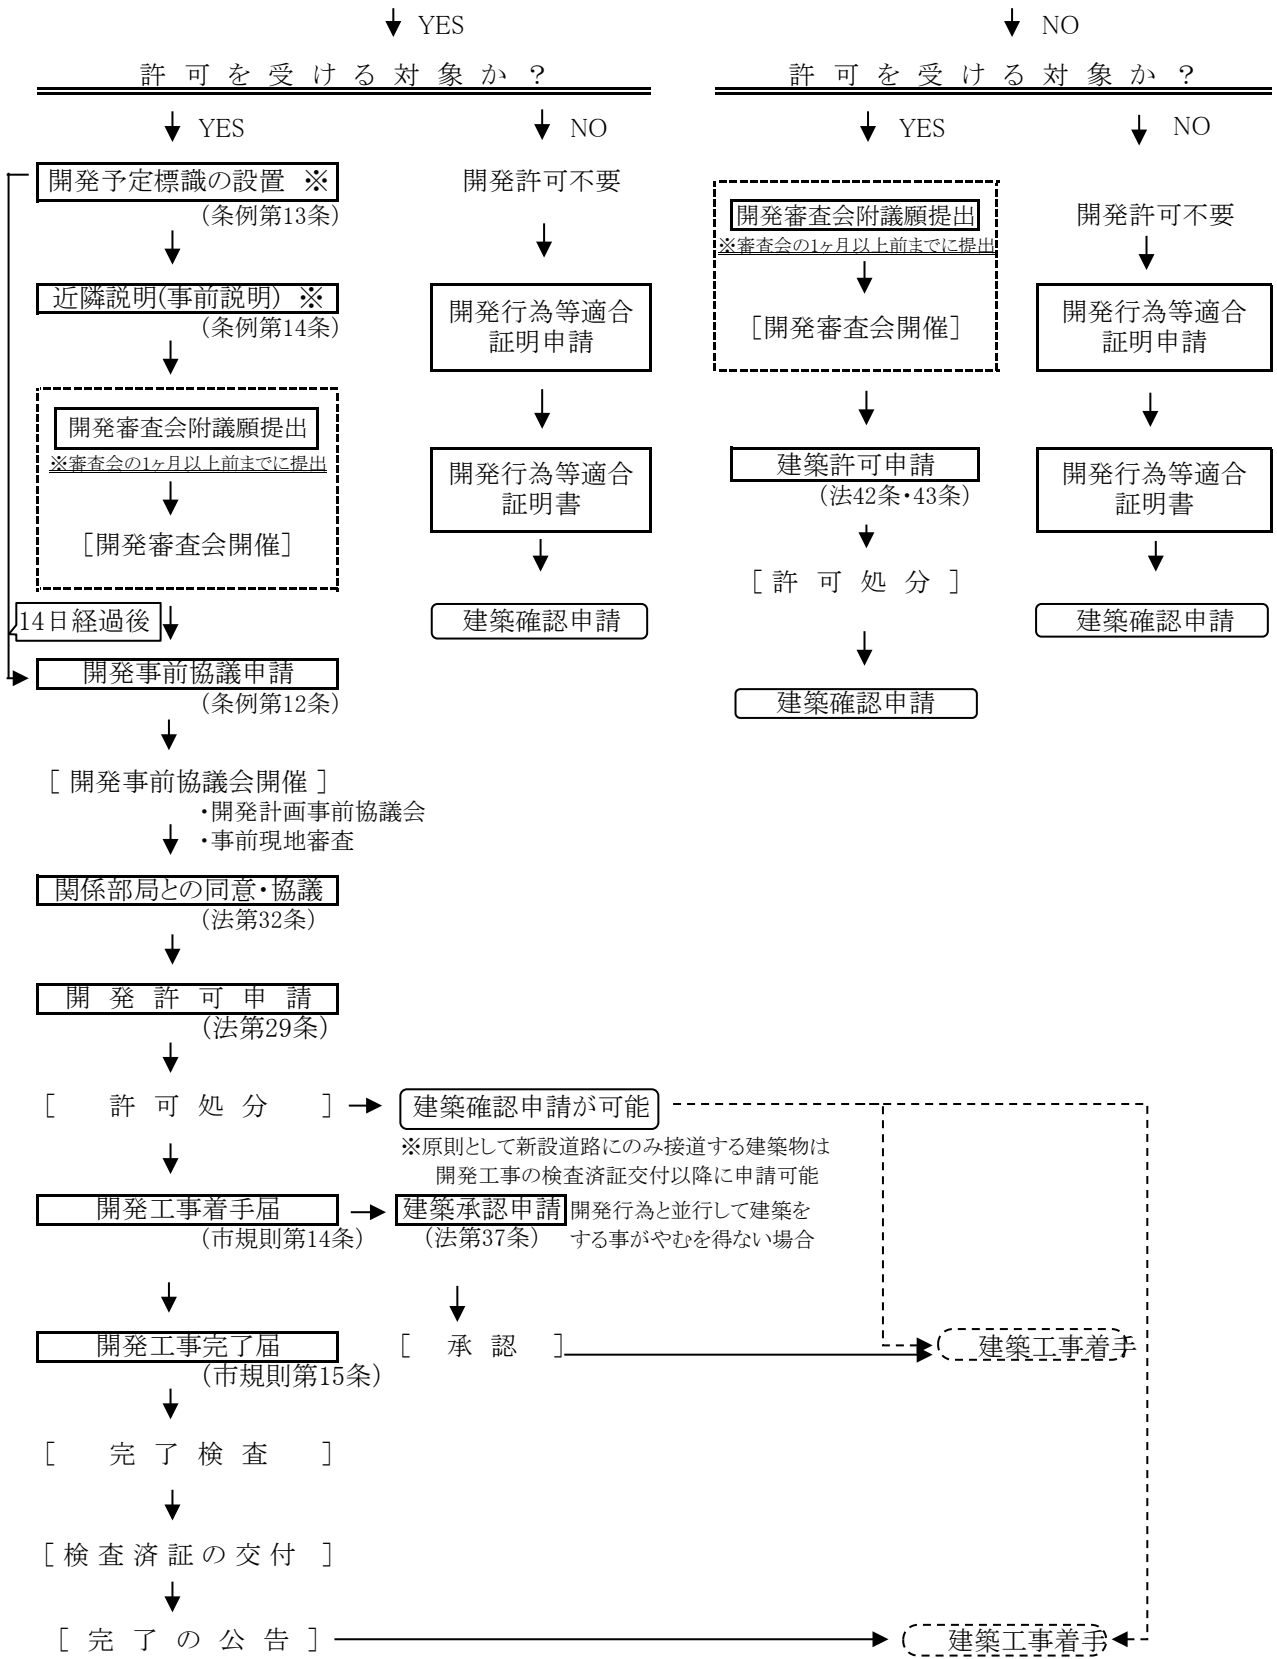 YES
許可を受ける対象か？
YES
開発予定標識の設置 ※
(条例第13条)
近隣説明(事前説明) ※
(条例第14条)
開発審査会附議願提出
※審査会の1ヶ月以上前までに提出
[開発審査会開催]
14日経過後
開発事前協議申請
(条例第12条)
[開発事前協議会開催]
・開発計画事前協議会
・事前現地審査
関係部局との同意・協議
(法第32条)
開発許可申請
(法第29条)
[ 許可処分 ]
建築確認申請が可能
※原則として新設道路にのみ接道する建築物は
開発工事の検査済証交付以降に申請可能
開発工事着手届
(市規則第14条)
建築承認申請
(法第37条)
開発行為と並行して建築を
する事がやむを得ない場合
開発工事完了届
(市規則第15条)
[ 承認 ]
建築工事着手
[ 完了検査 ]
[検査済証の交付 ]
[完了の公告]
建築工事着手
NO
開発許可不要
開発行為等適合
証明申請
開発行為等適合
証明書
建築確認申請
NO
許可を受ける対象か？
YES
開発審査会附議願提出
※審査会の1ヶ月以上前までに提出
[開発審査会開催]
建築許可申請
(法42条・43条)
[許可処分]
建築確認申請
NO
開発許可不要
開発行為等適合
証明申請
開発行為等適合
証明書
建築確認申請